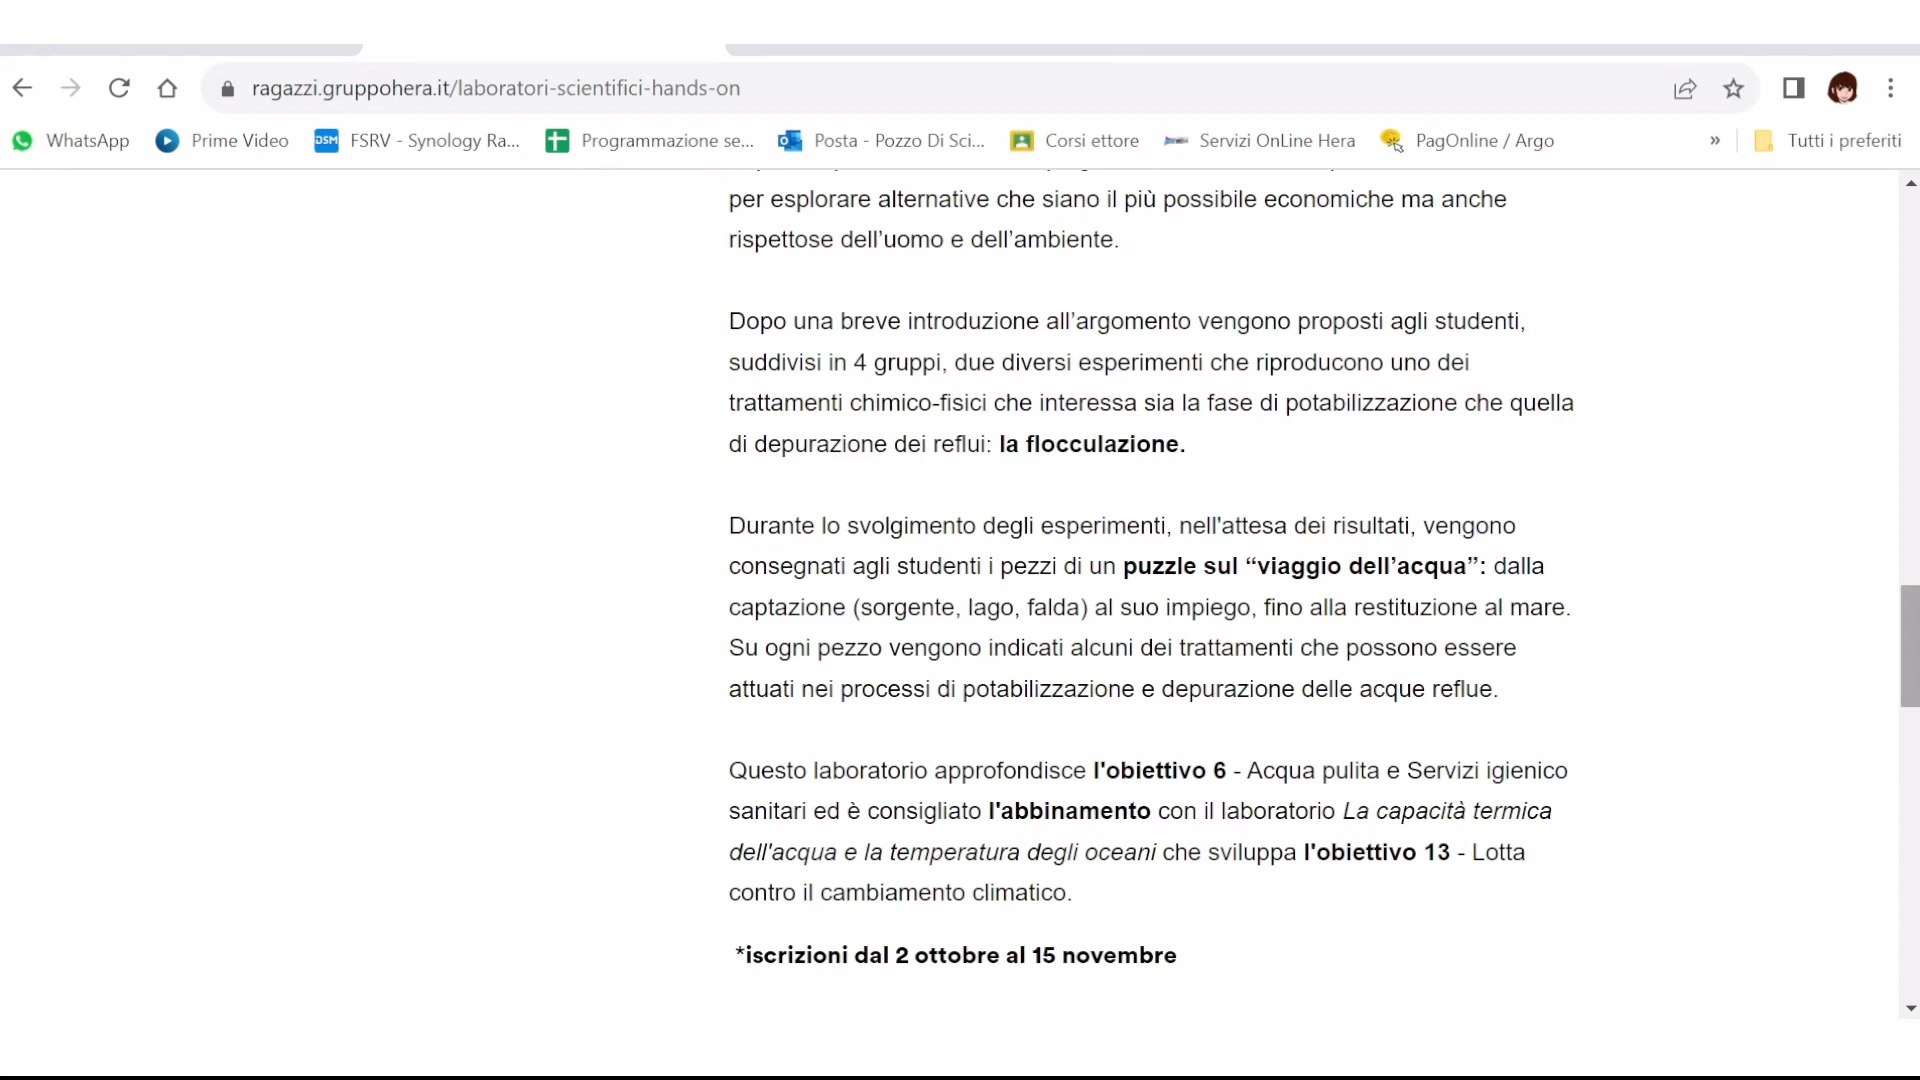 ragazzi.gruppohera.it/laboratori-scientifici-hands-on
WhatsApp
Prime Video
DSM
FSRV - Synology Ra...
Programmazione se...
Posta - Pozzo Di Sci...
Corsi ettore
Servizi OnLine Hera
PagOnline / Argo
»
Tutti i preferiti
per esplorare alternative che siano il più possibile economiche ma anche
rispettose dell’uomo e dell’ambiente.
Dopo una breve introduzione all’argomento vengono proposti agli studenti,
suddivisi in 4 gruppi, due diversi esperimenti che riproducono uno dei
trattamenti chimico-fisici che interessa sia la fase di potabilizzazione che quella
di depurazione dei reflui: la flocculazione.
Durante lo svolgimento degli esperimenti, nell'attesa dei risultati, vengono
consegnati agli studenti i pezzi di un puzzle sul “viaggio dell’acqua”: dalla
captazione (sorgente, lago, falda) al suo impiego, fino alla restituzione al mare.
Su ogni pezzo vengono indicati alcuni dei trattamenti che possono essere
attuati nei processi di potabilizzazione e depurazione delle acque reflue.
Questo laboratorio approfondisce l'obiettivo 6 - Acqua pulita e Servizi igienico
sanitari ed è consigliato l'abbinamento con il laboratorio La capacità termica
dell'acqua e la temperatura degli oceani che sviluppa l'obiettivo 13 - Lotta
contro il cambiamento climatico.
*iscrizioni dal 2 ottobre al 15 novembre